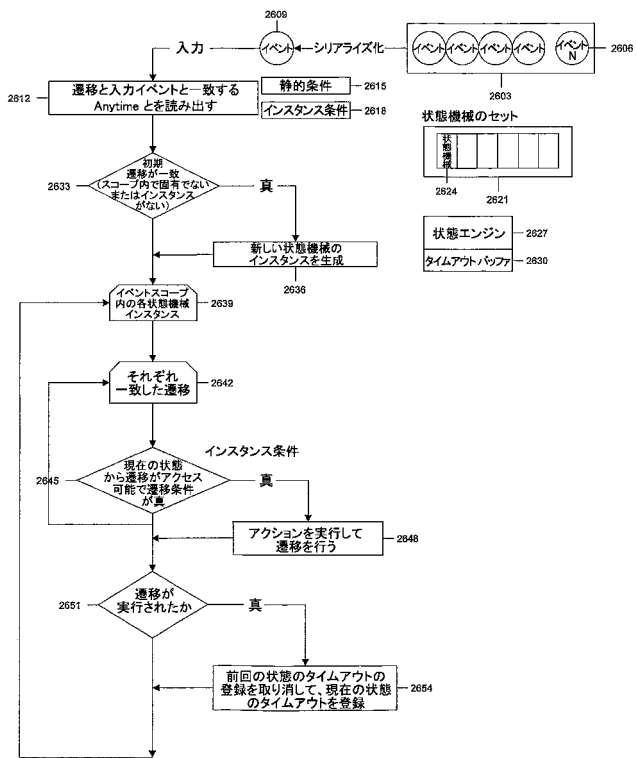 2609
入力
イベント
シリアライズ化
イベント
イベント
イベント
イベント
イベント
N
2606
2603
2612
遷移と入力イベントと一致する
Anytime とを読み出す
静的条件
2615
インスタンス条件
2618
状態機械のセット
状態機械
2624
2621
2633
初期
遷移が一致
(スコープ内で固有でない
またはインスタンス
がない)
真
状態エンジン
2627
タイムアウトバッファ
2630
新しい状態機械の
インスタンスを生成
2636
イベントスコープ
内の各状態機械
インスタンス
2639
それぞれ
一致した遷移
2642
インスタンス条件
2645
現在の状態
から遷移がアクセス
可能で遷移条件
が真
真
アクションを実行して
遷移を行う
2648
2651
遷移が
実行されたか
真
前回の状態のタイムアウトの
登録を取り消して、現在の状態
のタイムアウトを登録
2654